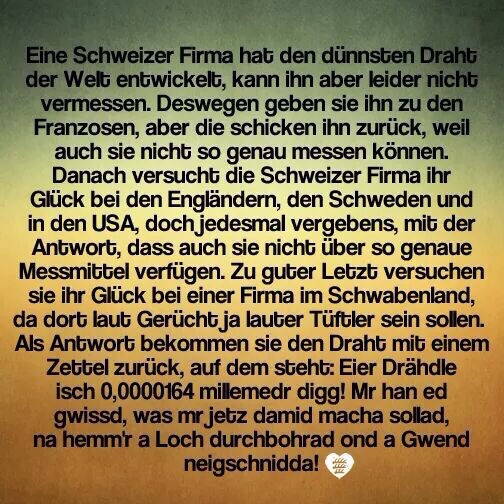 Eine Schweizer Firma hat den dünnsten Draht
der Welt entwickelt, kann ihn aber leider nicht
vermessen. Deswegen geben sie ihn zu den
Franzosen, aber die schicken ihn zurück, weil
auch sie nicht so genau messen können.
Danach versucht die Schweizer Firma ihr
Glück bei den Engländern, den Schweden und
in den USA, doch jedesmal vergebens, mit der
Antwort, dass auch sie nicht über so genaue
Messmittel verfügen. Zu guter Letzt versuchen
sie ihr Glück bei einer Firma im Schwabenland,
da dort laut Gerücht ja lauter Tüftler sein sollen.
Als Antwort bekommen sie den Draht mit einem
Zettel zurück, auf dem steht: Eier Drähdle
isch 0,0000164 millemedr digg! Mr han ed
gwissd, was mr jetz damid macha sollad,
na hemm'r a Loch durchbohrad ond a Gwend
neigschnidda!